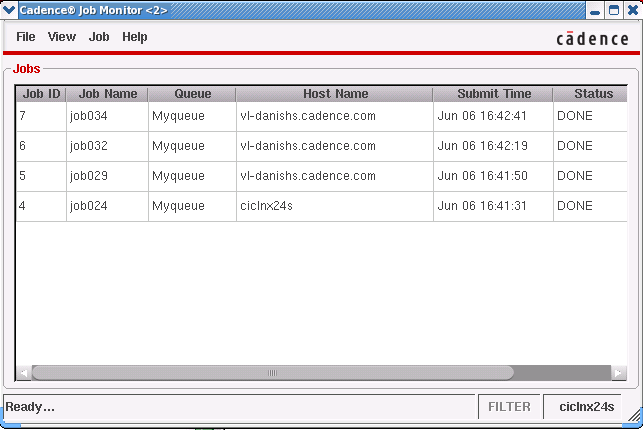 Cadence® Job Monitor <2>
File View Job Help
cādence
Jobs
Job ID Job Name Queue Host Name Submit Time Status
7 job034 Myqueue vl-danishs.cadence.com Jun 06 16:42:41 DONE
6 job032 Myqueue vl-danishs.cadence.com Jun 06 16:42:19 DONE
5 job029 Myqueue vl-danishs.cadence.com Jun 06 16:41:50 DONE
4 job024 Myqueue ciclnx24s Jun 06 16:41:31 DONE
Ready... FILTER ciclnx24s